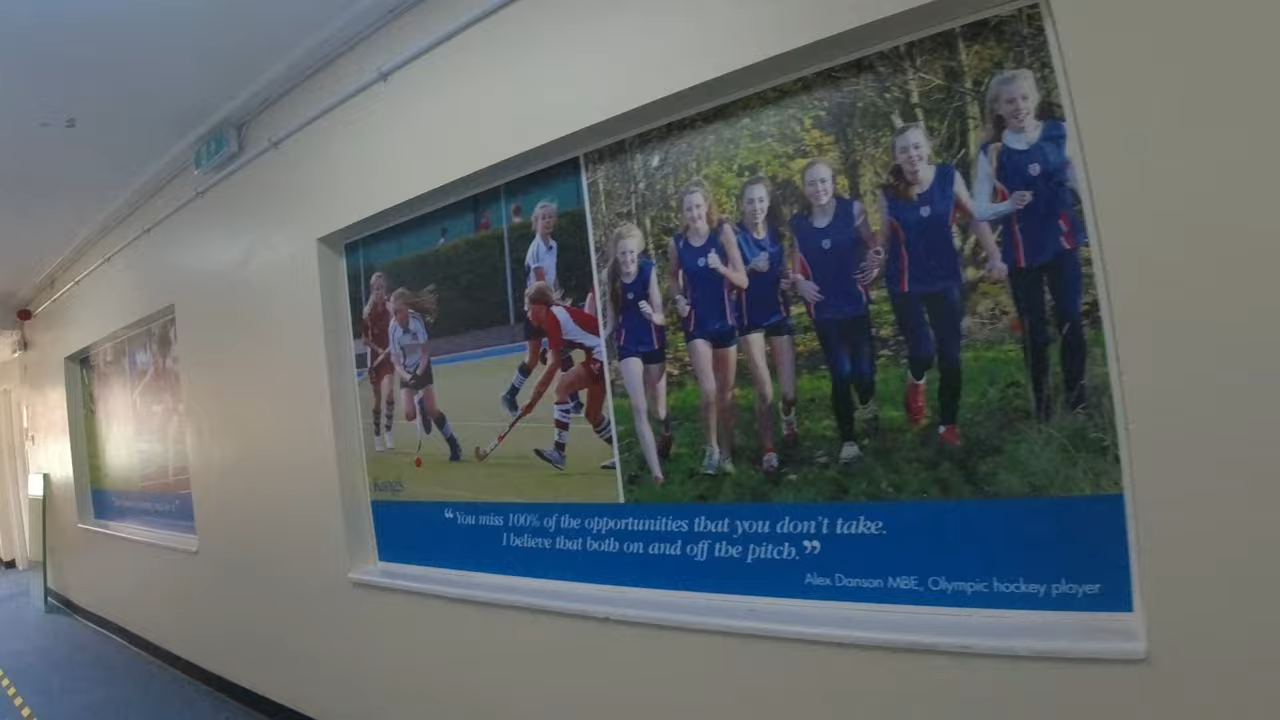 “You miss 100% of the opportunities that you don't take.
I believe that both on and off the pitch.”
Alex Danson MBE, Olympic hockey player